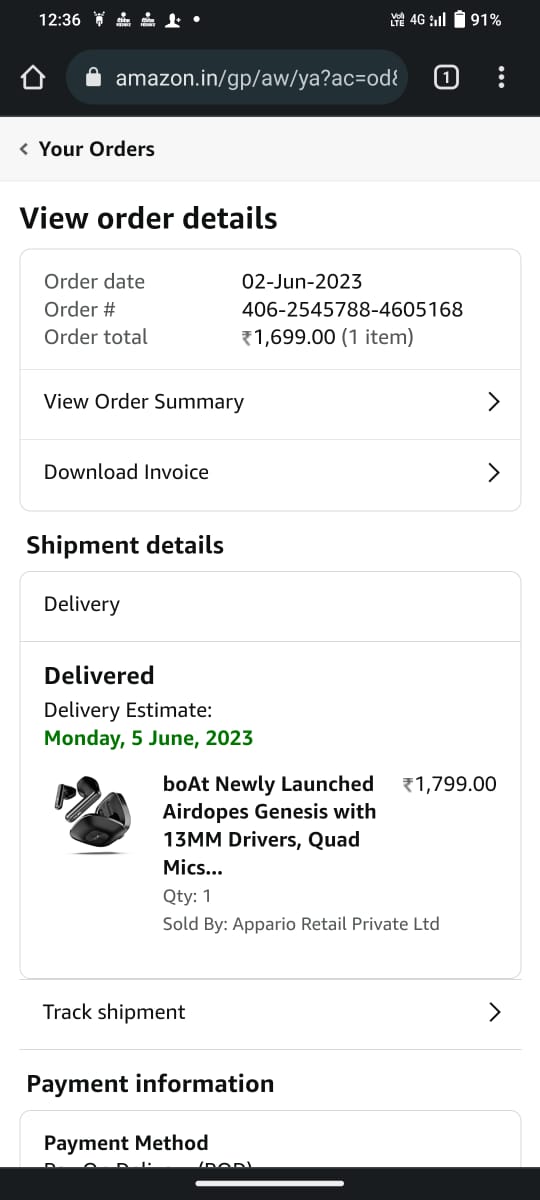 12:36 4G 91%
amazon.in/gp/aw/ya?ac=od& 1
Your Orders
View order details
Order date 02-Jun-2023
Order # 406-2545788-4605168
Order total ₹1,699.00 (1 item)
View Order Summary
Download Invoice
Shipment details
Delivery
Delivered
Delivery Estimate:
Monday, 5 June, 2023
boAt Newly Launched ₹1,799.00
Airdopes Genesis with
13MM Drivers, Quad
Mics...
Qty: 1
Sold By: Appario Retail Private Ltd
Track shipment
Payment information
Payment Method